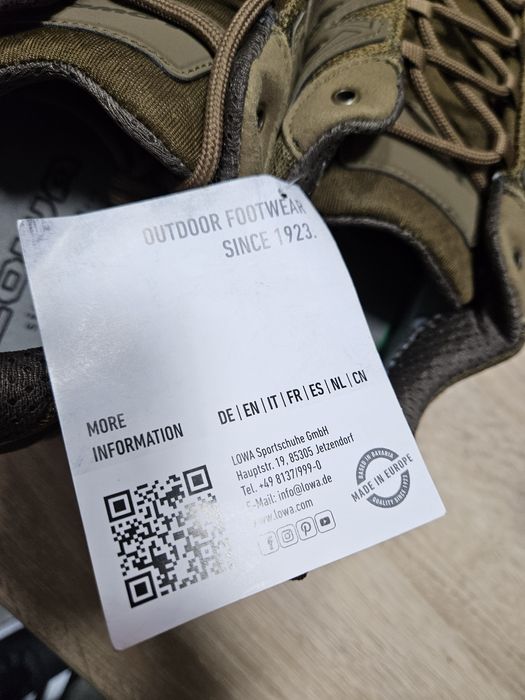 OUTDOOR FOOTWEAR
SINCE 1923.
MORE
INFORMATION
DE | EN | IT | FR | ES | NL | CN
LOWA Sportschuhe GmbH
Hauptstr. 19, 85305 Jetzendorf
Tel. +49 8137/999-0
E-Mail: info@lowa.de
www.lowa.com
BASED IN BAVARIA
QUALITY SINCE 1923
MADE IN EUROPE